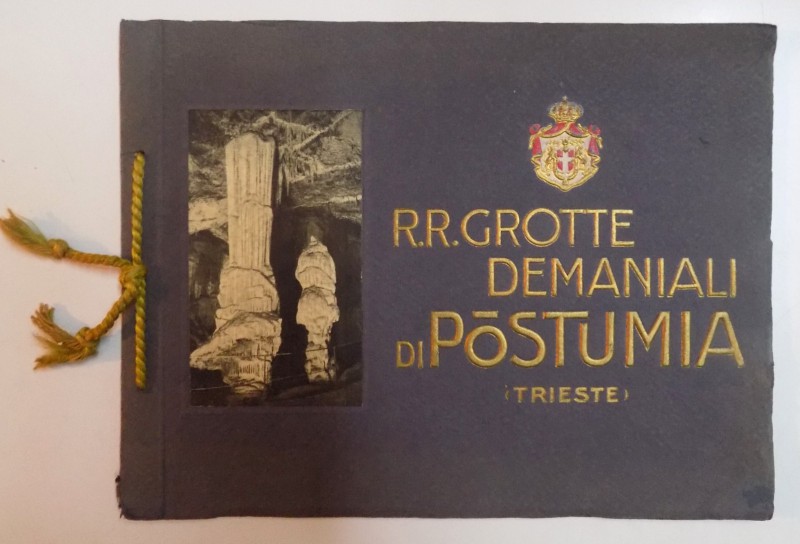 R.R. GROTTE
DEMANIALI
DI PŌSTUMIA
(TRIESTE)